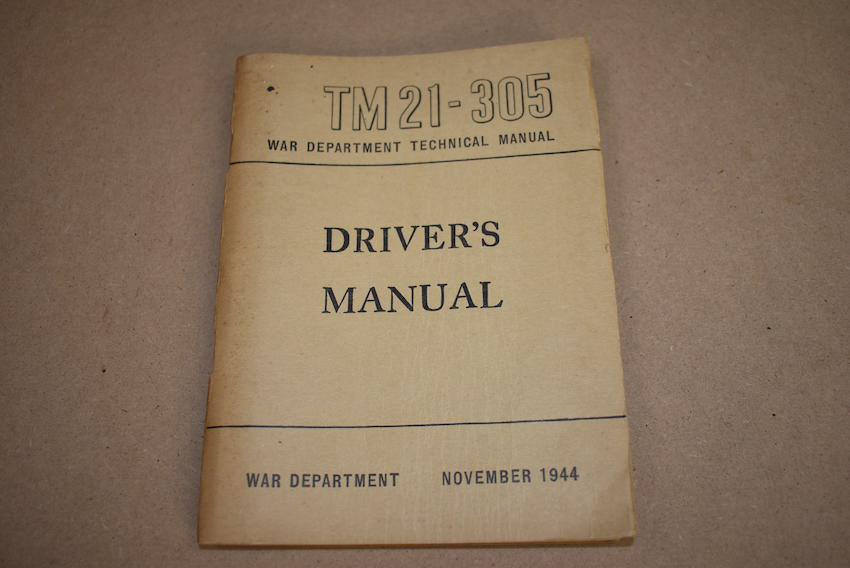 TM 21-305
WAR DEPARTMENT TECHNICAL MANUAL
DRIVER'S
MANUAL
WAR DEPARTMENT NOVEMBER 1944